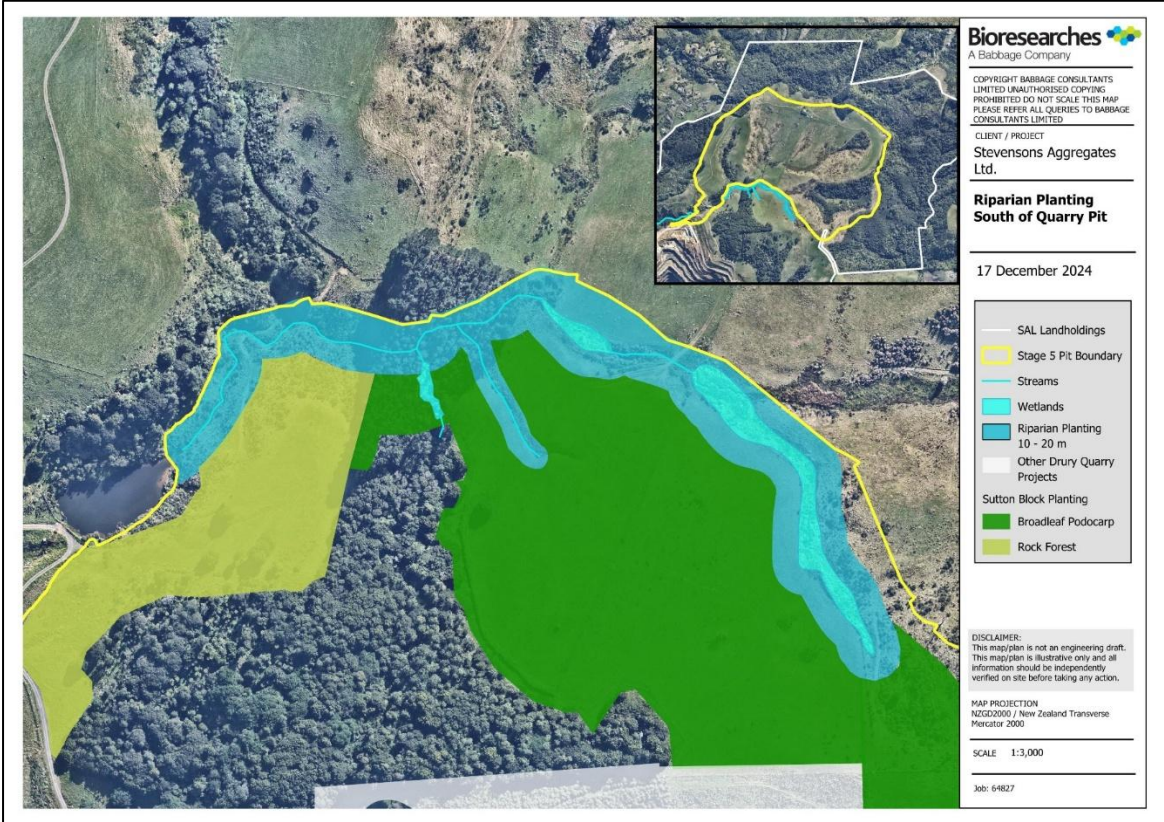 Bioresearches
A Babbage Company
COPYRIGHT BABBAGE CONSULTANTS
LIMITED UNAUTHORISED COPYING
PROHIBITED DO NOT SCALE THIS MAP
PLEASE REFER ALL QUERIES TO BABBAGE
CONSULTANTS LIMITED
CLIENT / PROJECT
Stevensons Aggregates
Ltd.
Riparian Planting
South of Quarry Pit
17 December 2024
SAL Landholdings
Stage 5 Pit Boundary
Streams
Wetlands
Riparian Planting
10 - 20 m
Other Drury Quarry
Projects
Sutton Block Planting
Broadleaf Podocarp
Rock Forest
DISCLAIMER:
This map/plan is not an engineering draft.
This map/plan is illustrative only and all
information should be independently
verified on site before taking any action.
MAP PROJECTION
NZGD2000 / New Zealand Transverse
Mercator 2000
SCALE 1:3,000
Job: 64827